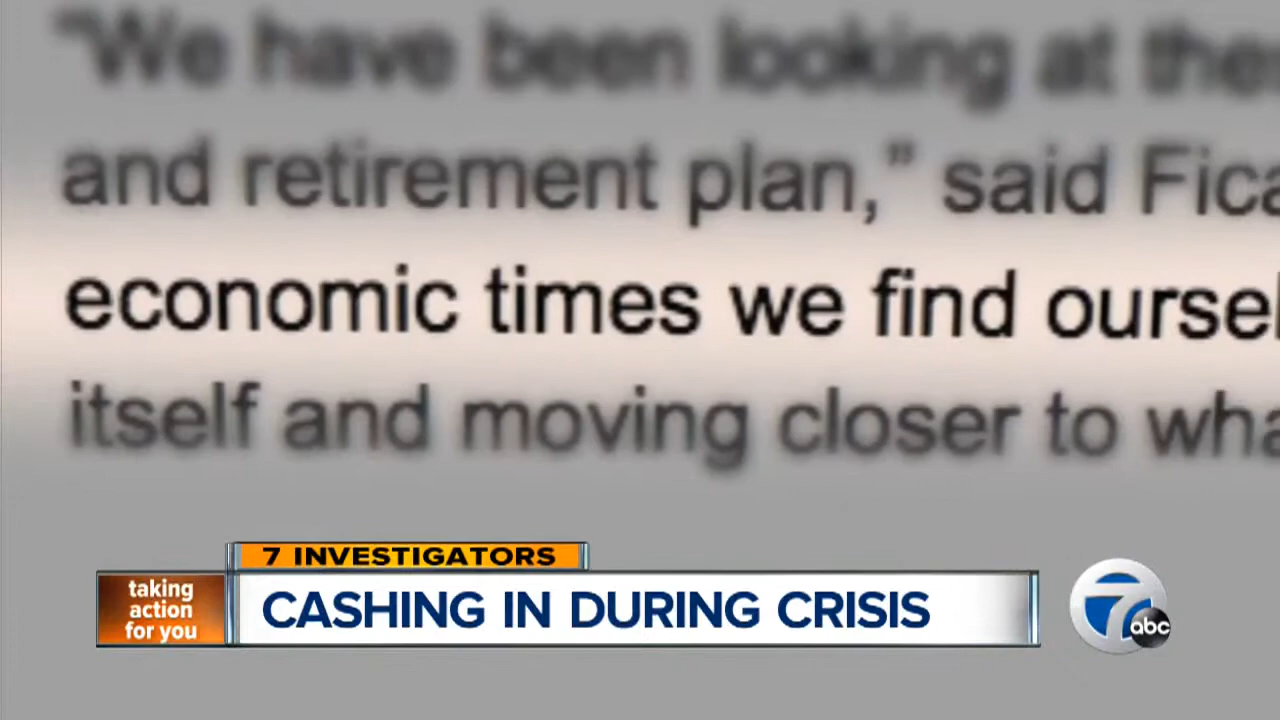 “We have been looking at thes
and retirement plan,” said Fica
economic times we find oursel
itself and moving closer to wha
7 INVESTIGATORS
taking
action
for you
CASHING IN DURING CRISIS
7
abc